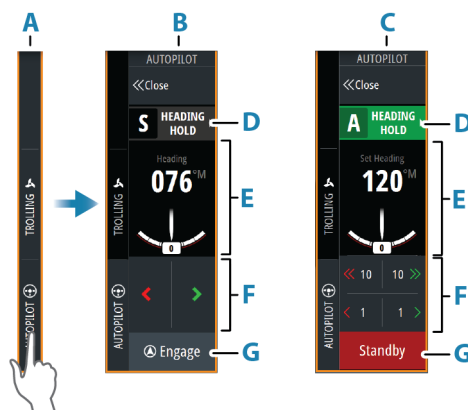 A
B
C
TROLLING
AUTOPILOT
AUTOPILOT
Close
S HEADING
HOLD
D
Heading
076°M
0
E
TROLLING
AUTOPILOT
F
Engage
G
AUTOPILOT
Close
A HEADING
HOLD
D
Set Heading
120°M
0
E
TROLLING
AUTOPILOT
10 10
1 1
F
Standby
G